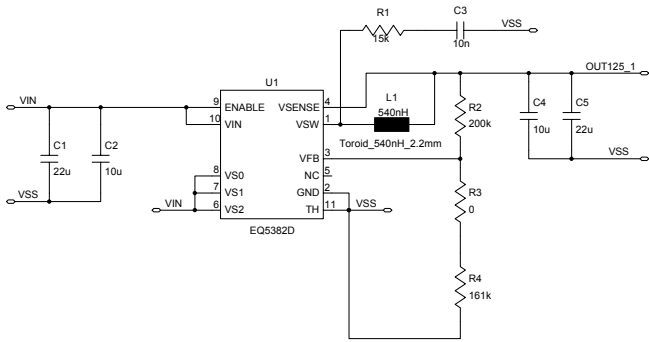 R1
15k
C3
10n
VSS
OUT125_1
U1
VIN
9
ENABLE
VSENSE
4
10
VIN
VSW
1
L1
540nH
Toroid_540nH_2.2mm
R2
200k
C4
10u
C5
22u
C1
22u
C2
10u
VFB
3
VSS
8
VS0
NC
5
7
VS1
GND
2
VIN
6
VS2
TH
11
VSS
VSS
R3
0
EQ5382D
R4
161k